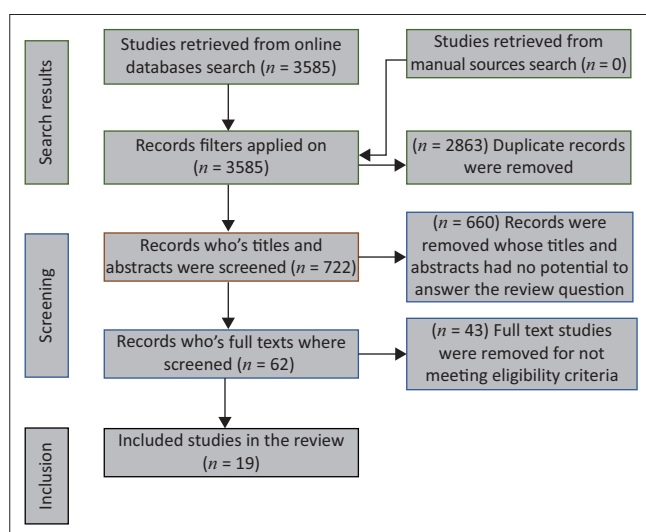 Search results
Studies retrieved from online
databases search (n = 3585)
Studies retrieved from
manual sources search (n = 0)
Records filters applied on
(n = 3585)
(n = 2863) Duplicate records
were removed
Screening
Records who's titles and
abstracts were screened (n = 722)
(n = 660) Records were
removed whose titles and
abstracts had no potential to
answer the review question
Records who's full texts where
screened (n = 62)
(n = 43) Full text studies
were removed for not
meeting eligibility criteria
Inclusion
Included studies in the review
(n = 19)